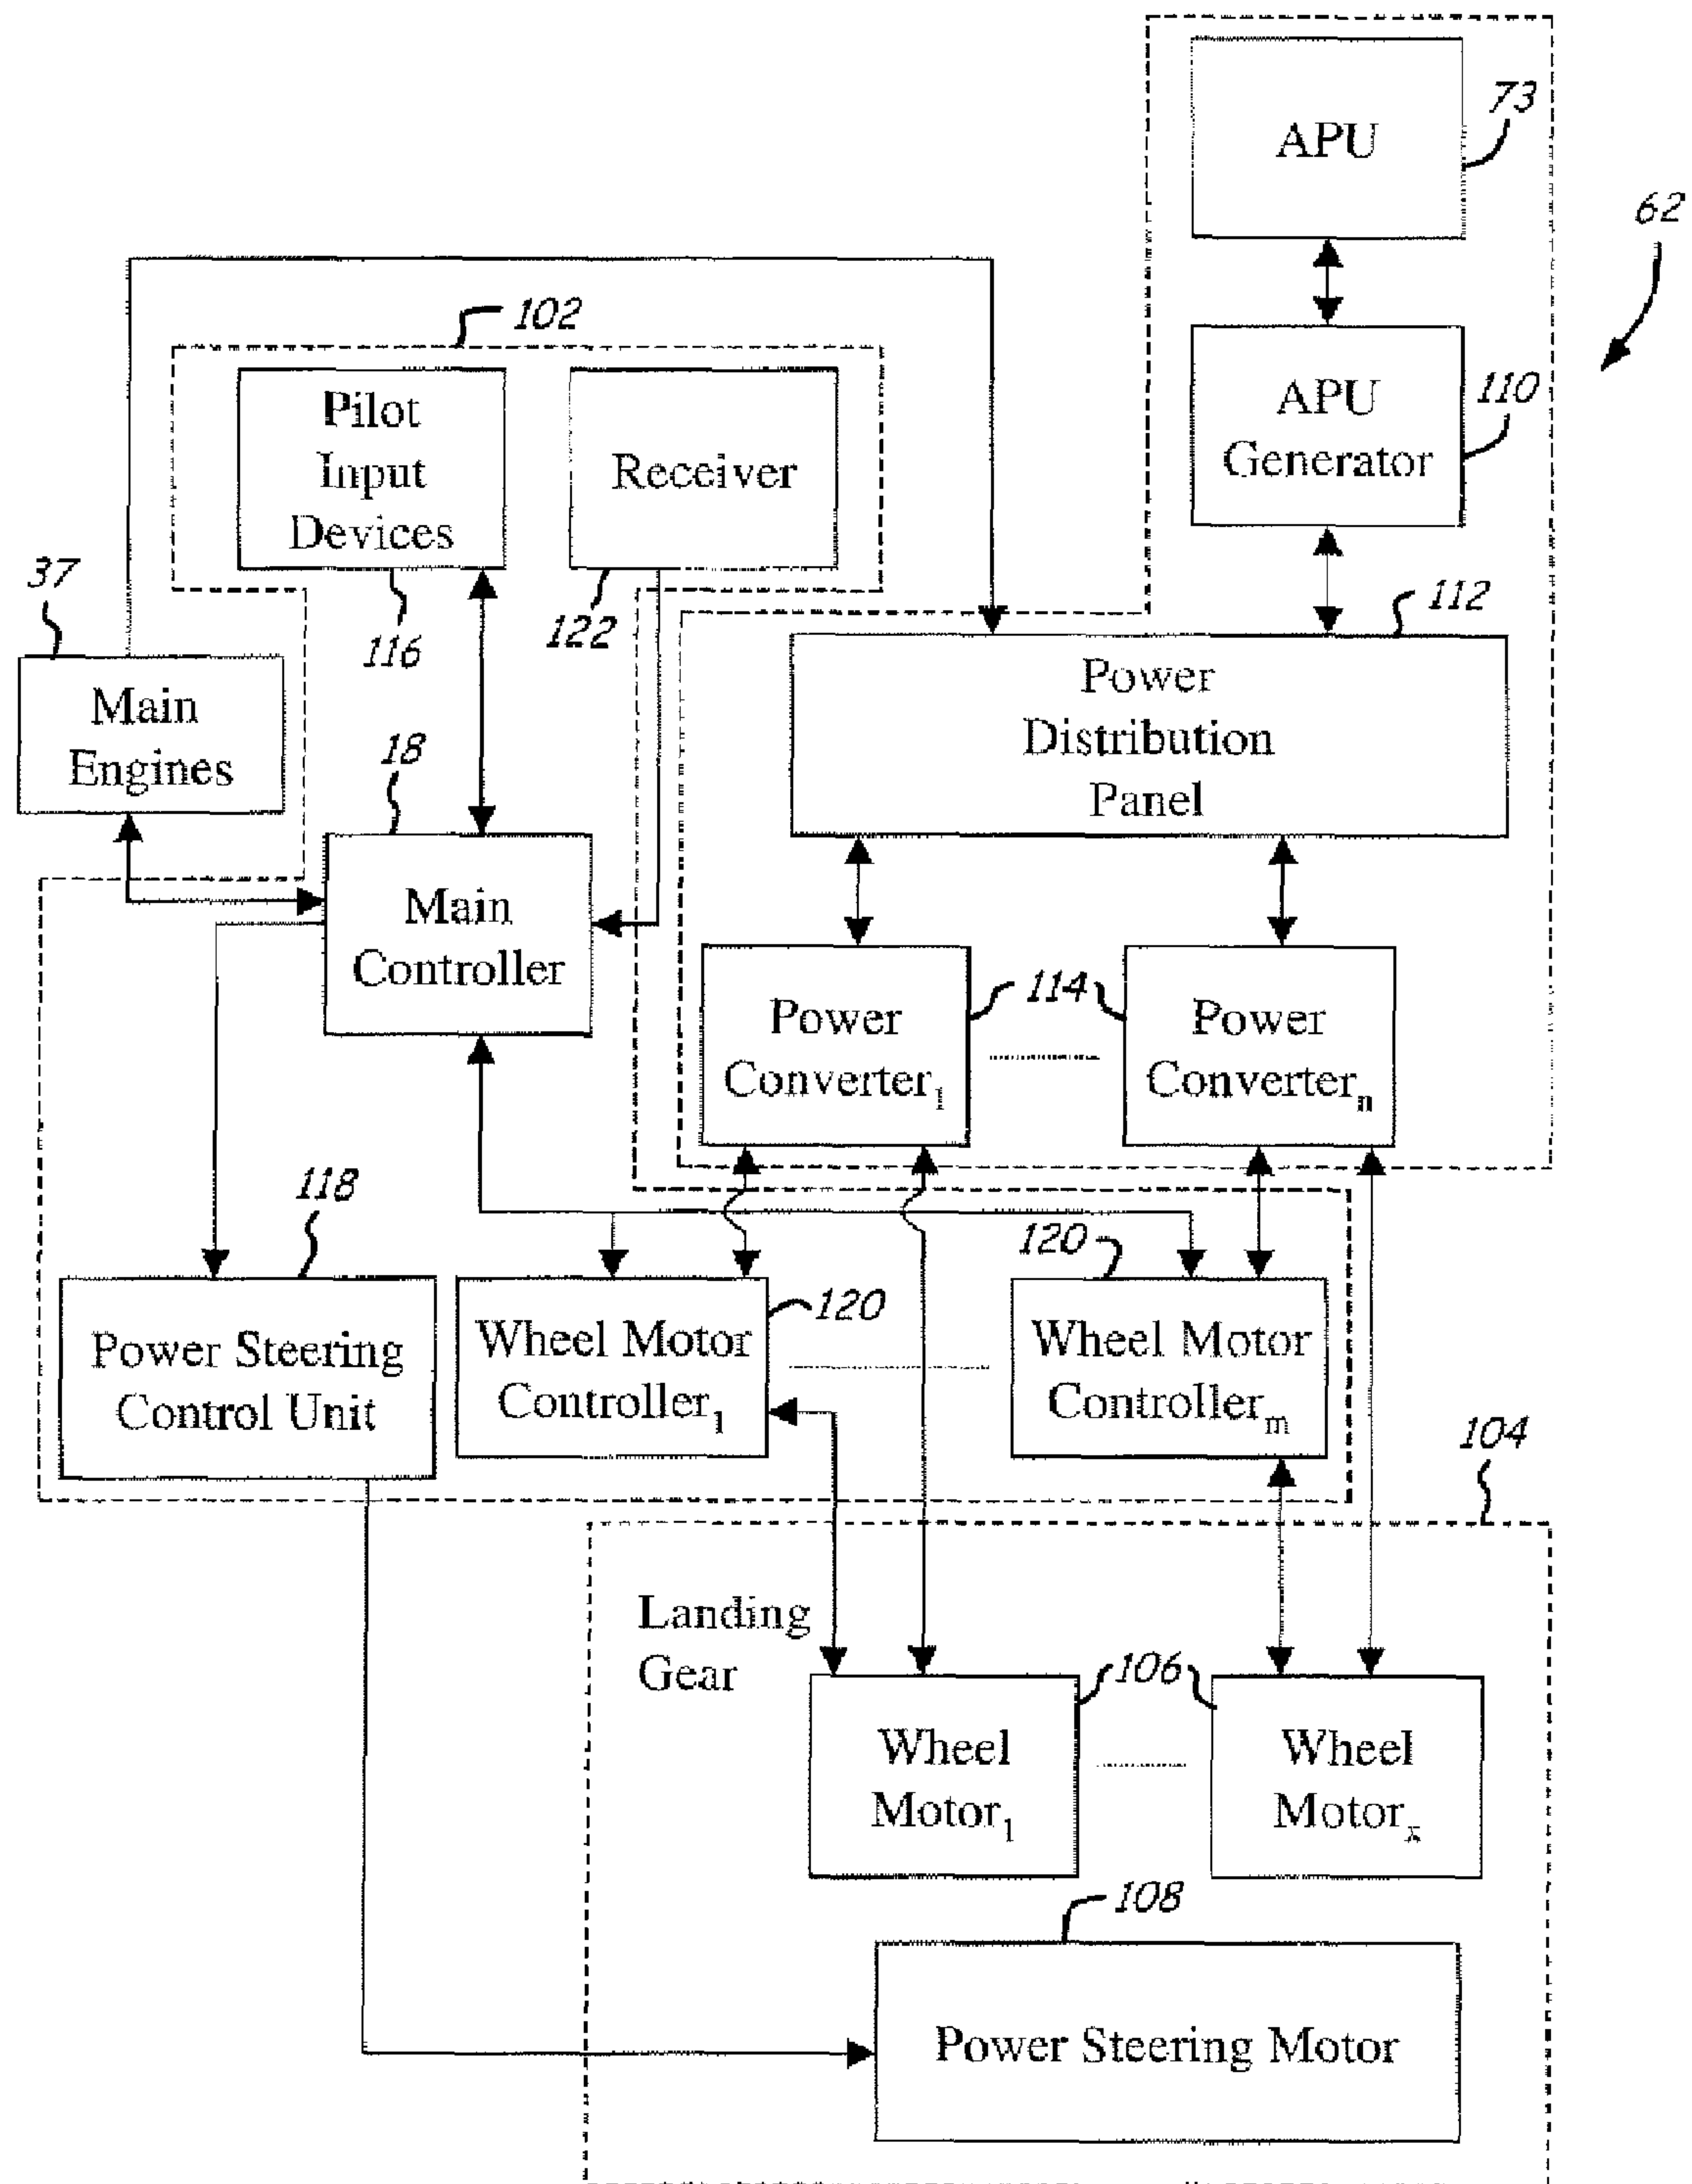 APU
73
62
102
APU
Generator
110
Pilot
Input
Devices
Receiver
37
116
122
112
Main
Engines
18
Power
Distribution
Panel
Main
Controller
Power
Converter1
114
Power
Convertern
118
120
Power Steering
Control Unit
Wheel Motor
Controller1
120
Wheel Motor
Controllerm
104
Landing
Gear
106
Wheel
Motor1
Wheel
Motorx
108
Power Steering Motor